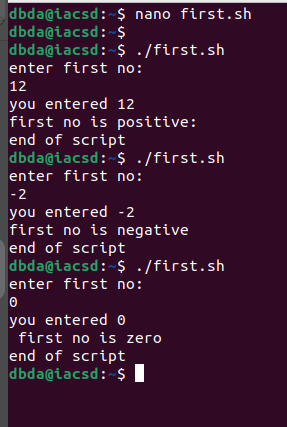 dbda@iacsd:~$ nano first.sh
dbda@iacsd:~$
dbda@iacsd:~$ ./first.sh
enter first no:
12
you entered 12
first no is positive:
end of script
dbda@iacsd:~$ ./first.sh
enter first no:
-2
you entered -2
first no is negative
end of script
dbda@iacsd:~$ ./first.sh
enter first no:
0
you entered 0
 first no is zero
end of script
dbda@iacsd:~$